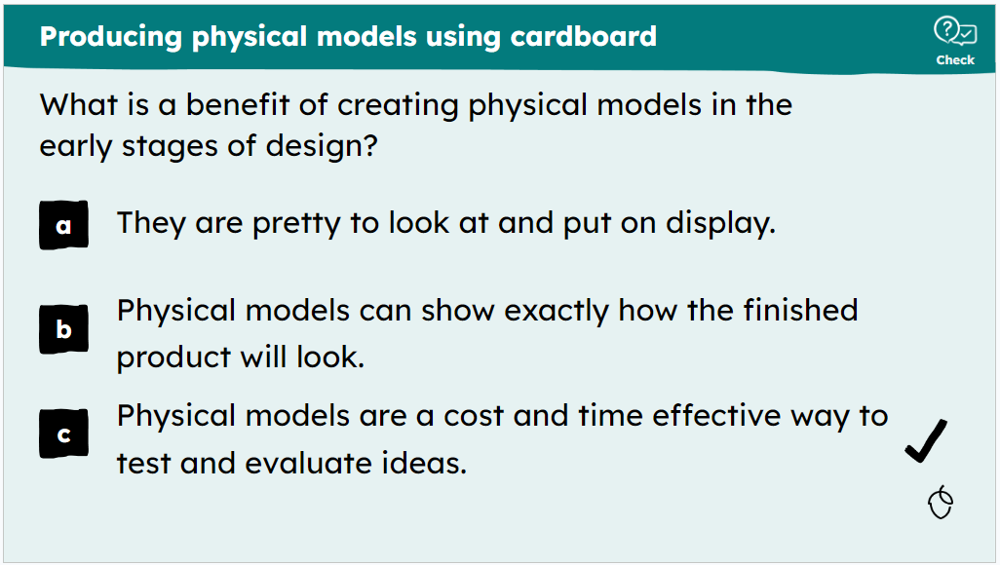 Producing physical models using cardboard
Check
What is a benefit of creating physical models in the
early stages of design?
a
They are pretty to look at and put on display.
b
Physical models can show exactly how the finished
product will look.
c
Physical models are a cost and time effective way to
test and evaluate ideas.